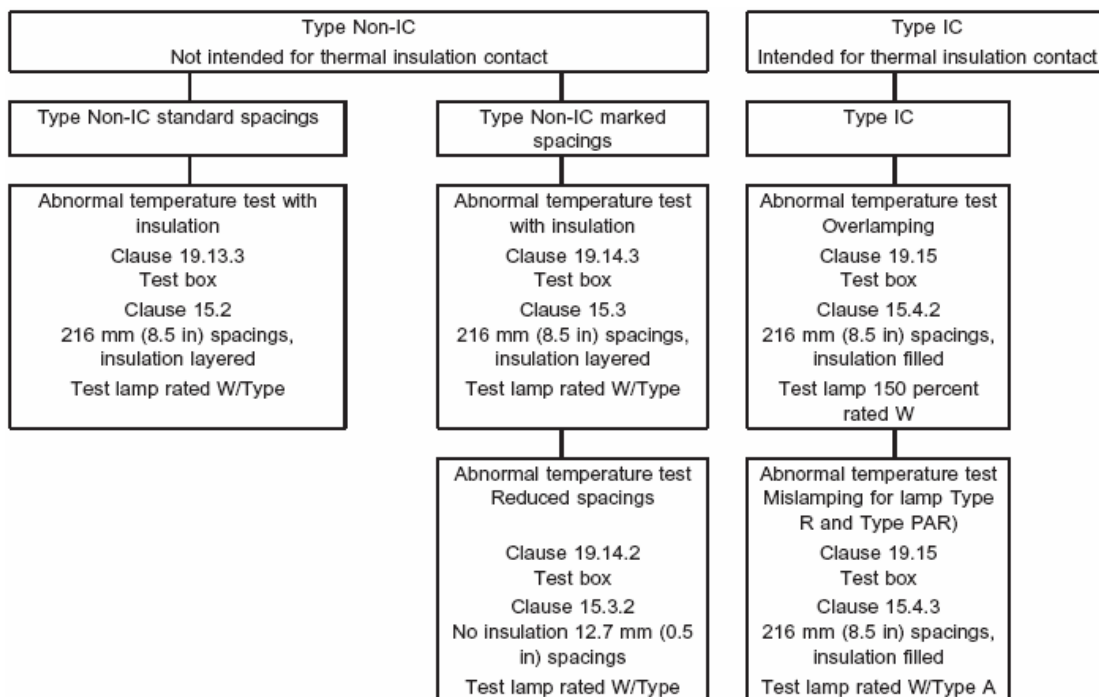 Type Non-IC
Not intended for thermal insulation contact
Type IC
Intended for thermal insulation contact
Type Non-IC standard spacings
Type Non-IC marked
spacings
Type IC
Abnormal temperature test with
insulation
Clause 19.13.3
Test box
Clause 15.2
216 mm (8.5 in) spacings,
insulation layered
Test lamp rated W/Type
Abnormal temperature test
with insulation
Clause 19.14.3
Test box
Clause 15.3
216 mm (8.5 in) spacings,
insulation layered
Test lamp rated W/Type
Abnormal temperature test
Overlamping
Clause 19.15
Test box
Clause 15.4.2
216 mm (8.5 in) spacings,
insulation filled
Test lamp 150 percent
rated W
Abnormal temperature test
Reduced spacings
Clause 19.14.2
Test box
Clause 15.3.2
No insulation 12.7 mm (0.5
in) spacings
Test lamp rated W/Type
Abnormal temperature test
Mislamping for lamp Type
R and Type PAR)
Clause 19.15
Test box
Clause 15.4.3
216 mm (8.5 in) spacings,
insulation filled
Test lamp rated W/Type A